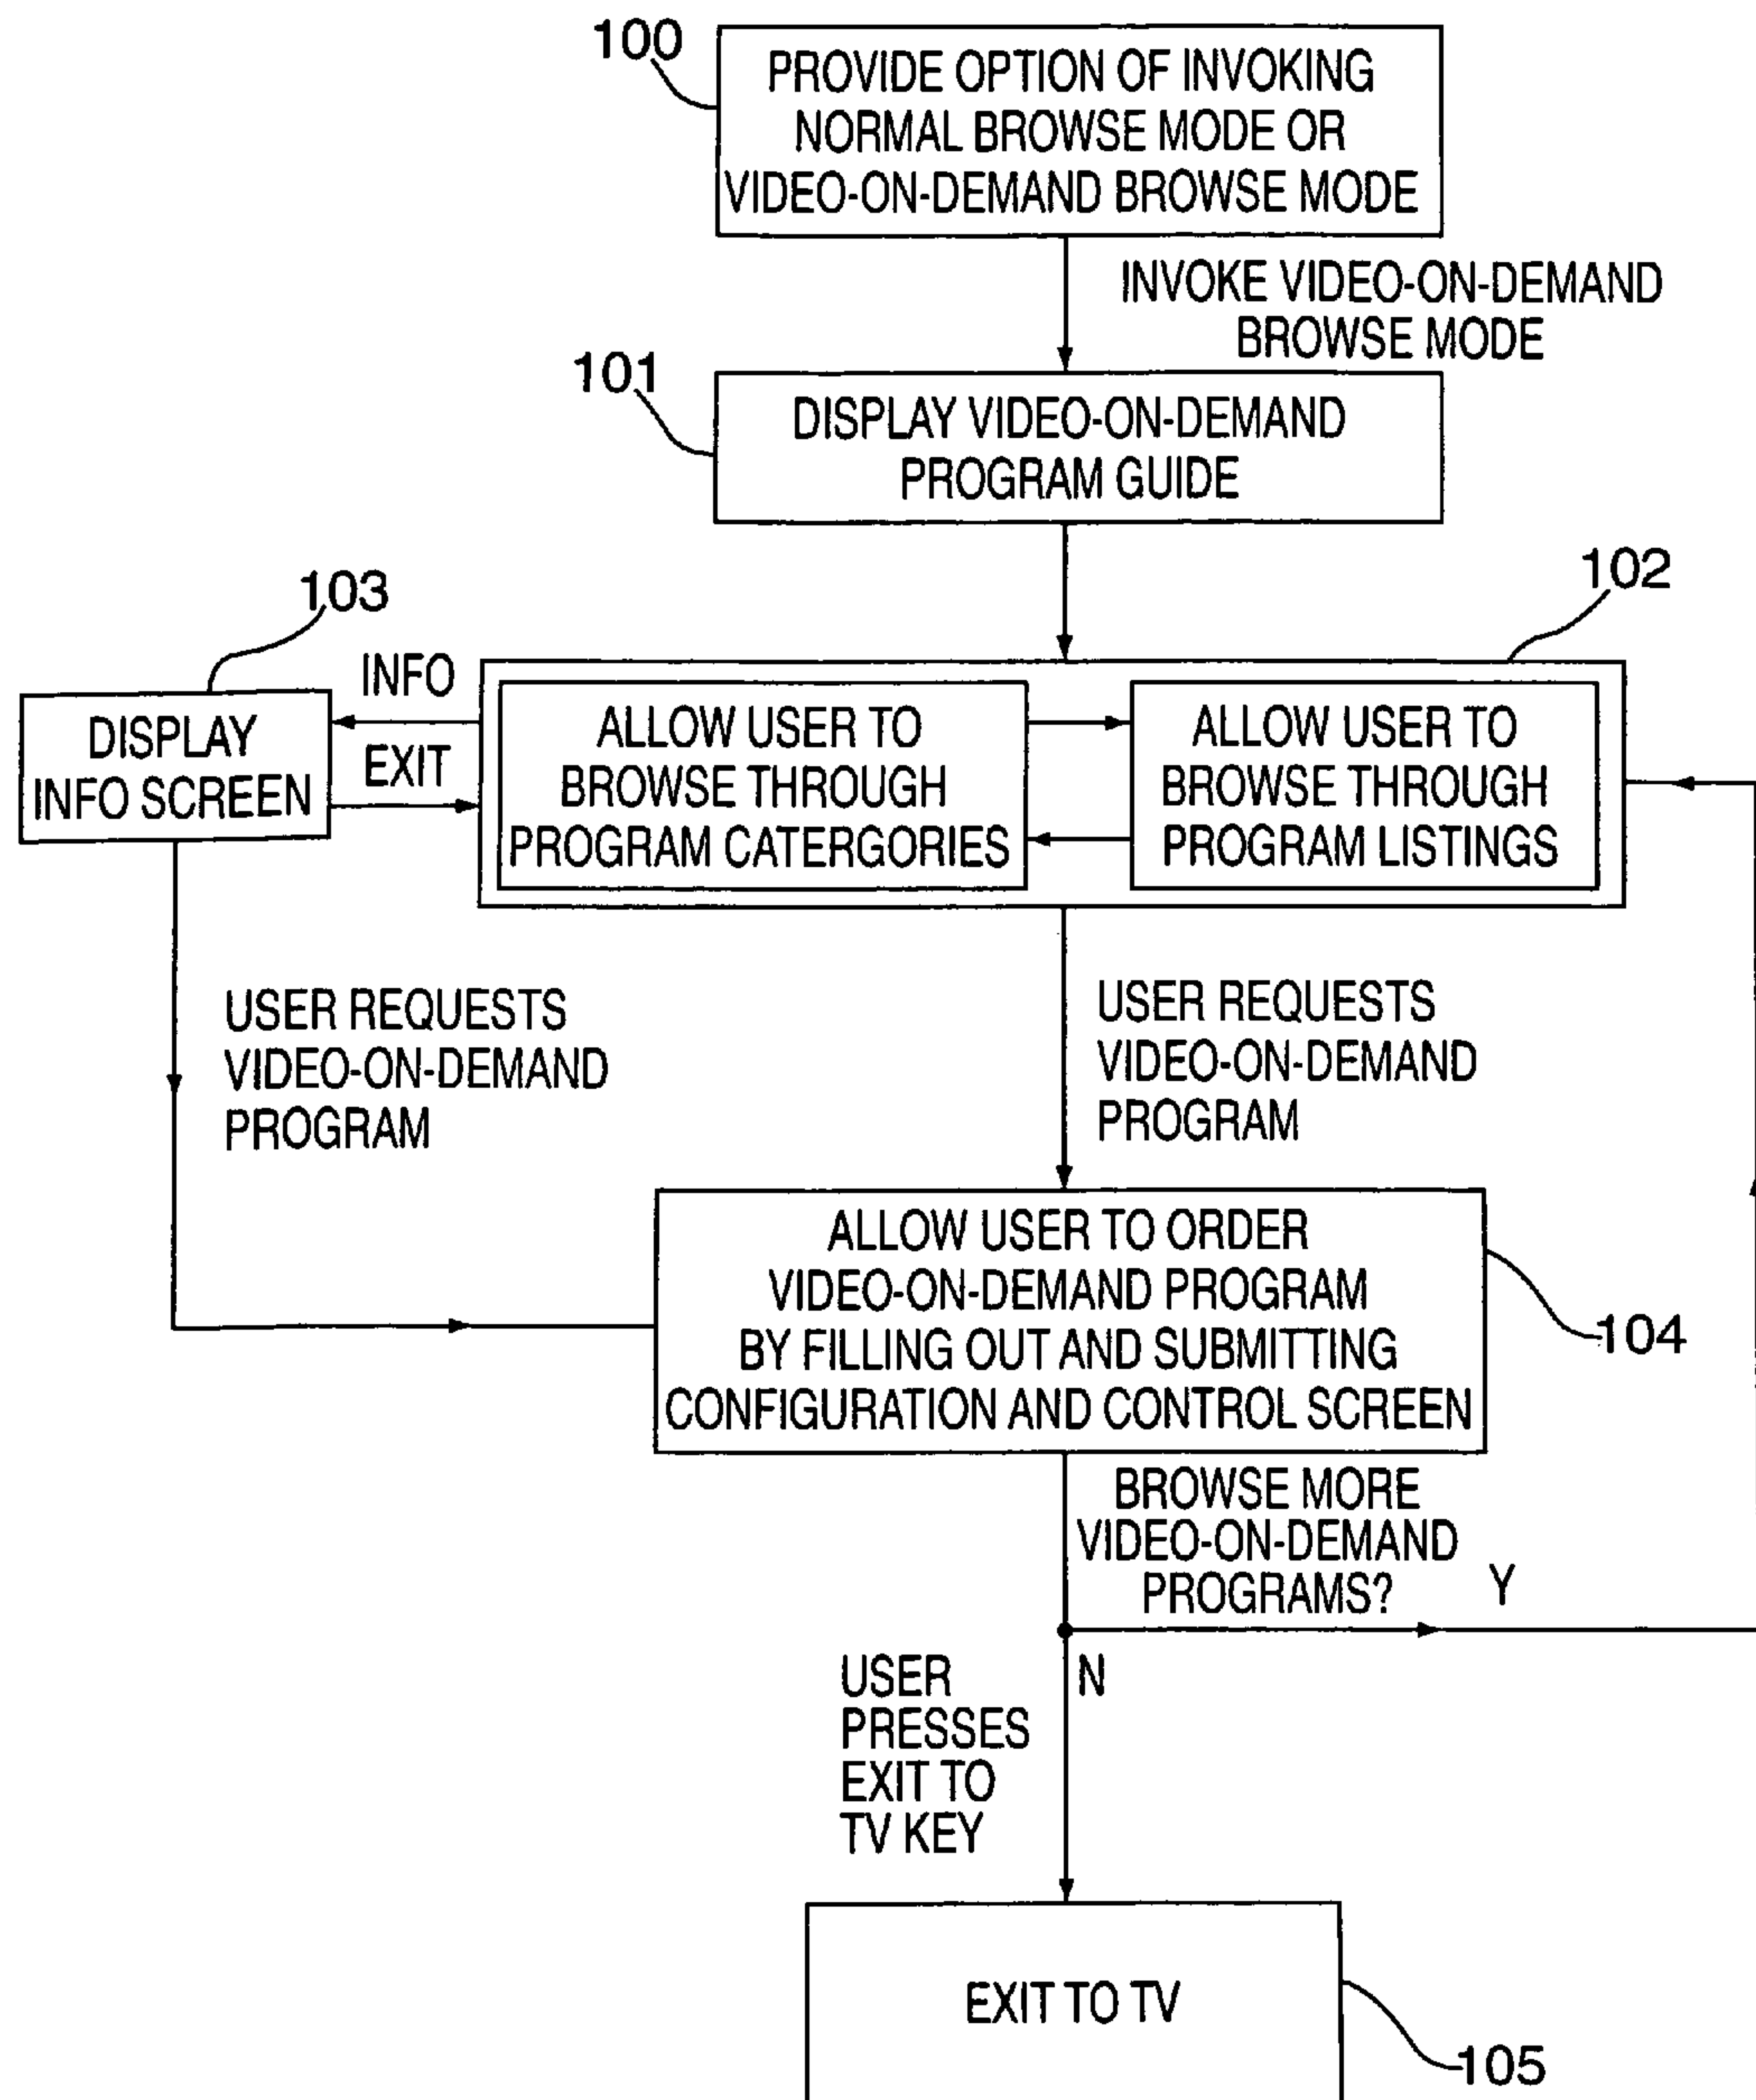 100
PROVIDE OPTION OF INVOKING
NORMAL BROWSE MODE OR
VIDEO-ON-DEMAND BROWSE MODE
INVOKE VIDEO-ON-DEMAND
BROWSE MODE
101
DISPLAY VIDEO-ON-DEMAND
PROGRAM GUIDE
102
103
INFO
EXIT
DISPLAY
INFO SCREEN
ALLOW USER TO
BROWSE THROUGH
PROGRAM CATERGORIES
ALLOW USER TO
BROWSE THROUGH
PROGRAM LISTINGS
USER REQUESTS
VIDEO-ON-DEMAND
PROGRAM
USER REQUESTS
VIDEO-ON-DEMAND
PROGRAM
ALLOW USER TO ORDER
VIDEO-ON-DEMAND PROGRAM
BY FILLING OUT AND SUBMITTING
CONFIGURATION AND CONTROL SCREEN
104
BROWSE MORE
VIDEO-ON-DEMAND
PROGRAMS?
Y
N
USER
PRESSES
EXIT TO
TV KEY
EXIT TO TV
105